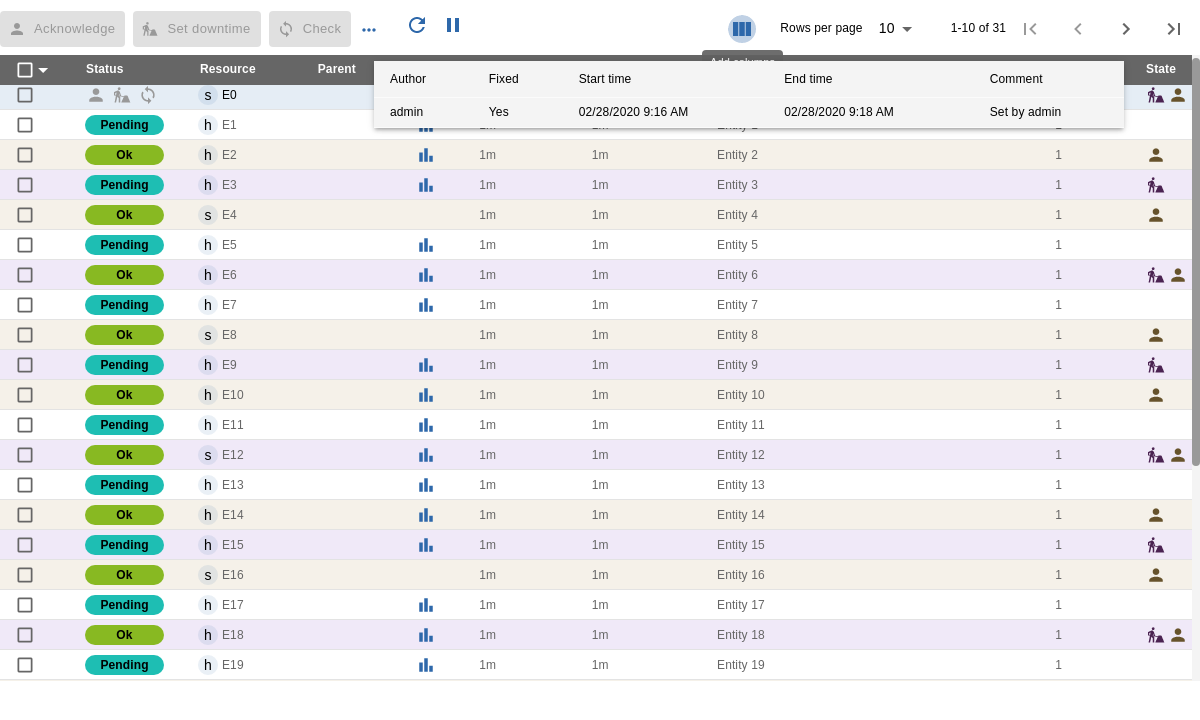 Acknowledge Set downtime Check Rows per page 10 1-10 of 31
Add columns
Status Resource Parent State
Author Fixed Start time End time Comment
s E0
admin Yes 02/28/2020 9:16 AM 02/28/2020 9:18 AM Set by admin
Pending h E1
Ok h E2 1m 1m Entity 2 1
Pending h E3 1m 1m Entity 3 1
Ok s E4 1m 1m Entity 4 1
Pending h E5 1m 1m Entity 5 1
Ok h E6 1m 1m Entity 6 1
Pending h E7 1m 1m Entity 7 1
Ok s E8 1m 1m Entity 8 1
Pending h E9 1m 1m Entity 9 1
Ok h E10 1m 1m Entity 10 1
Pending h E11 1m 1m Entity 11 1
Ok s E12 1m 1m Entity 12 1
Pending h E13 1m 1m Entity 13 1
Ok h E14 1m 1m Entity 14 1
Pending h E15 1m 1m Entity 15 1
Ok s E16 1m 1m Entity 16 1
Pending h E17 1m 1m Entity 17 1
Ok h E18 1m 1m Entity 18 1
Pending h E19 1m 1m Entity 19 1